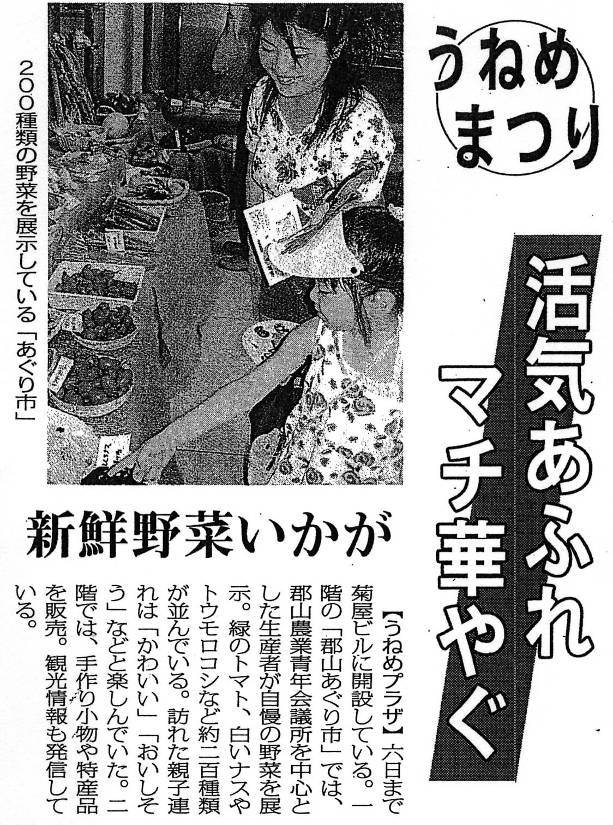 うねめ
まつり
活気あふれ
マチ華やぐ
200種類の野菜を展示している「あぐり市」
新鮮野菜いかが
【うねめプラザ】六日まで
菊屋ビルに開設している。一
階の「郡山あぐり市」では、
郡山農業青年会議所を中心と
した生産者が自慢の野菜を展
示。緑のトマト、白いナスや
トウモロコシなど約二百種類
が並んでいる。訪れた親子連
れは「かわいい」「おいしそ
う」などと楽しんでいた。二
階では、手作り小物や特産品
を販売。観光情報も発信して
いる。